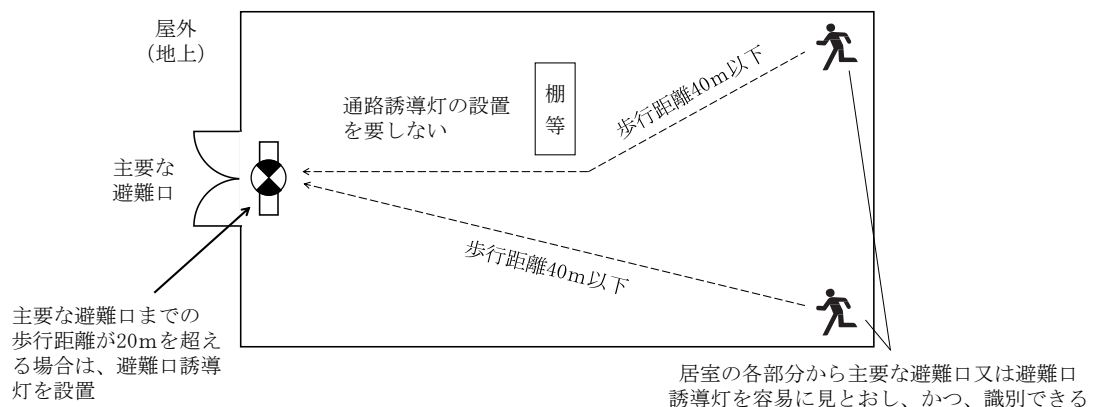 屋外
（地上）
通路誘導灯の設置
を要しない
棚
等
歩行距離40m以下
主要な
避難口
歩行距離40m以下
主要な避難口までの
歩行距離が20mを超え
る場合は、避難口誘導
灯を設置
居室の各部分から主要な避難口又は避難口
誘導灯を容易に見とおし、かつ、識別できる